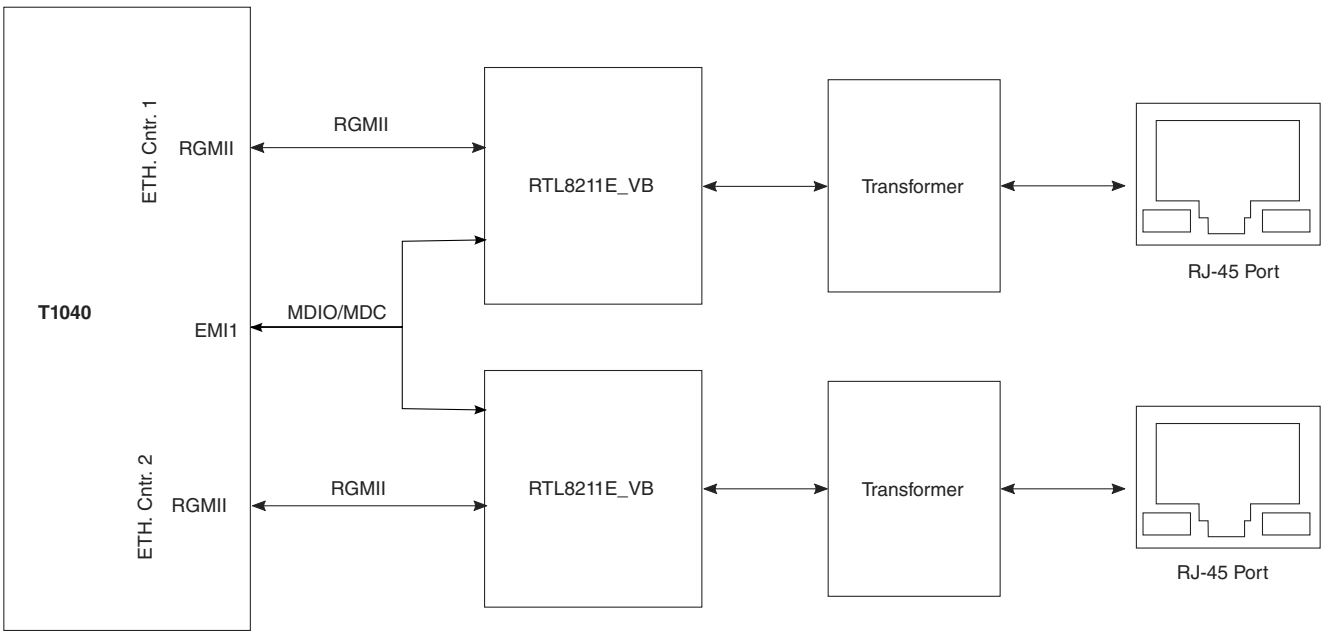 ETH. Cntr. 1
RGMII
RGMII
RTL8211E_VB
Transformer
RJ-45 Port
T1040
EMI1
MDIO/MDC
ETH. Cntr. 2
RGMII
RGMII
RTL8211E_VB
Transformer
RJ-45 Port